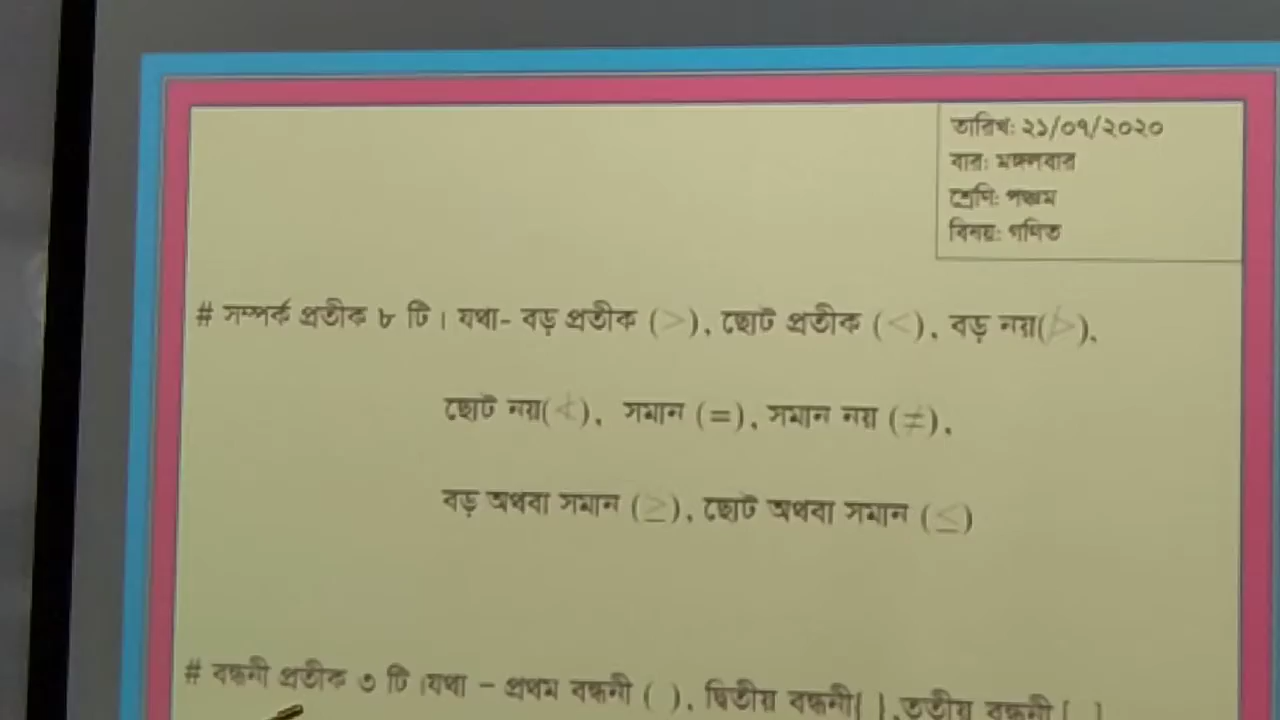 তারিখ: ২১/০৭/২০২০
বার: মঙ্গলবার
শ্রেণি: পঞ্চম
বিষয়: গণিত
# সম্পর্ক প্রতীক ৮ টি। যথা- বড় প্রতীক (>), ছোট প্রতীক (<), বড় নয়(≯),
ছোট নয়(≮), সমান (=), সমান নয় (≠),
বড় অথবা সমান (≥), ছোট অথবা সমান (≤)
# বন্ধনী প্রতীক ৩ টি।যথা - প্রথম বন্ধনী ( ), দ্বিতীয় বন্ধনী{ },তৃতীয় বন্ধনী [ ]